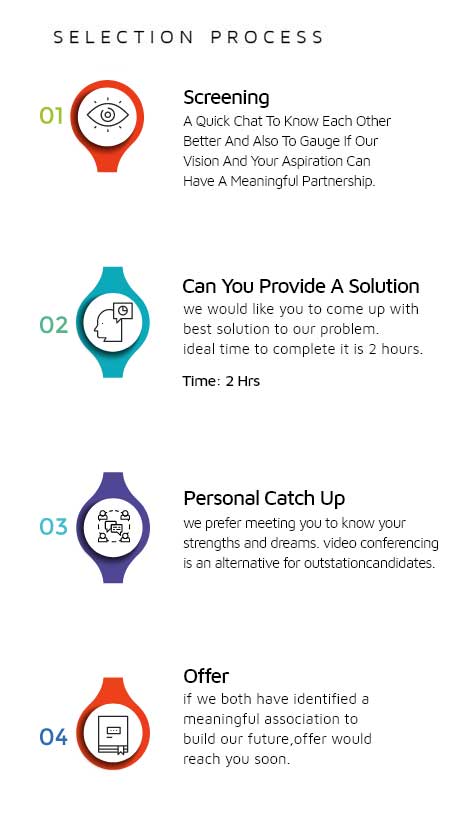 SELECTION PROCESS
01
Screening
A Quick Chat To Know Each Other
Better And Also To Gauge If Our
Vision And Your Aspiration Can
Have A Meaningful Partnership.
02
Can You Provide A Solution
we would like you to come up with
best solution to our problem.
ideal time to complete it is 2 hours.
Time: 2 Hrs
03
Personal Catch Up
we prefer meeting you to know your
strengths and dreams. video conferencing
is an alternative for outstationcandidates.
04
Offer
if we both have identified a
meaningful association to
build our future,offer would
reach you soon.